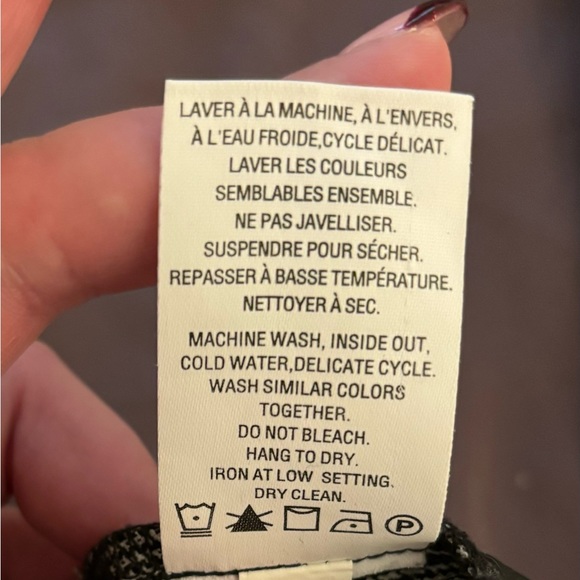 LAVER À LA MACHINE, À L'ENVERS,
À L'EAU FROIDE,CYCLE DÉLICAT.
LAVER LES COULEURS
SEMBLABLES ENSEMBLE.
NE PAS JAVELLISER.
SUSPENDRE POUR SÉCHER.
REPASSER À BASSE TEMPÉRATURE.
NETTOYER À SEC.
MACHINE WASH, INSIDE OUT,
COLD WATER,DELICATE CYCLE.
WASH SIMILAR COLORS
TOGETHER.
DO NOT BLEACH.
HANG TO DRY.
IRON AT LOW SETTING.
DRY CLEAN.
P